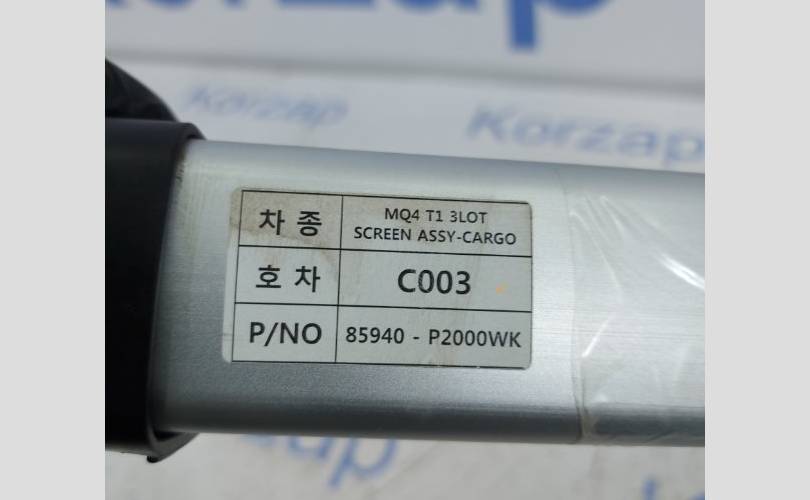 Korzap
Korzap
차 종
MQ4 T1 3LOT
SCREEN ASSY-CARGO
호 차
C003
P/NO
85940 - P2000WK